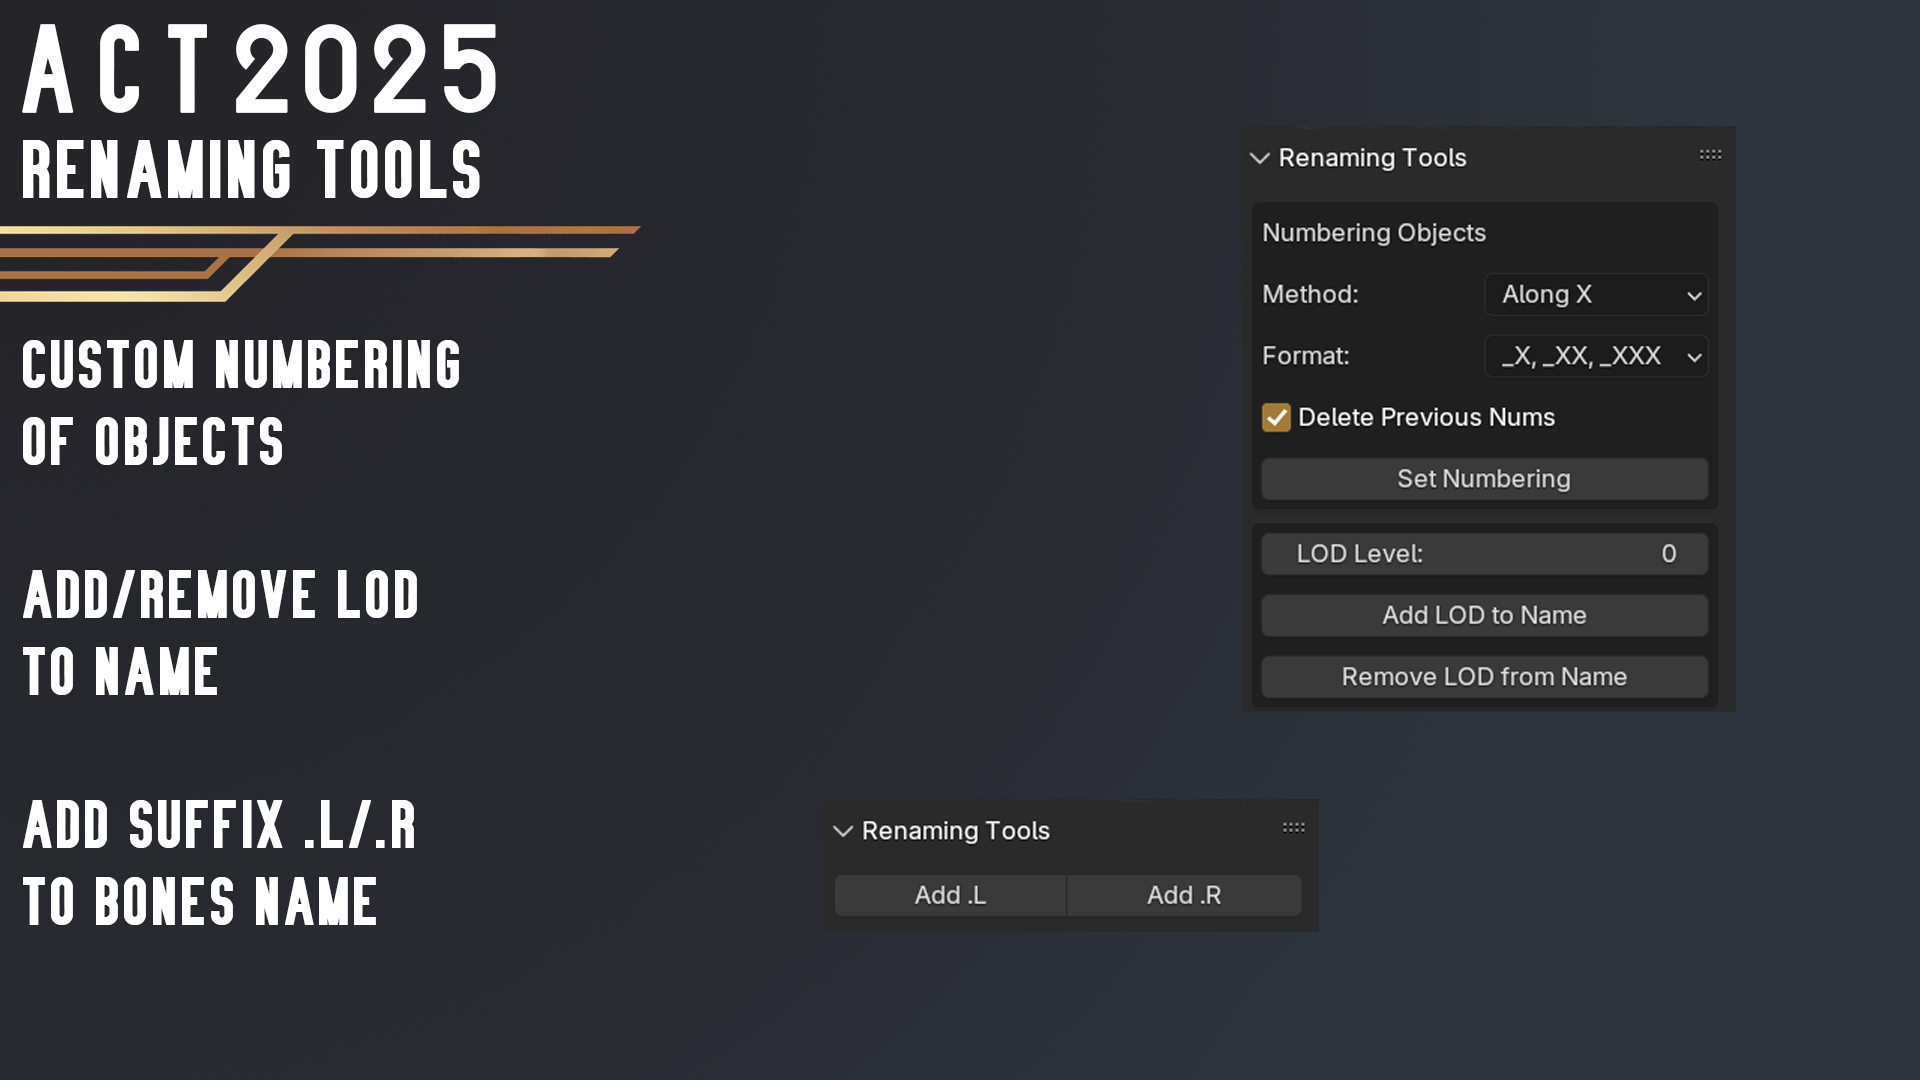 ACT2025
RENAMING TOOLS
CUSTOM NUMBERING
OF OBJECTS
ADD/REMOVE LOD
TO NAME
ADD SUFFIX .L/.R
TO BONES NAME
Renaming Tools
Numbering Objects
Method: Along X
Format: _X, _XX, _XXX
Delete Previous Nums
Set Numbering
LOD Level: 0
Add LOD to Name
Remove LOD from Name
Renaming Tools
Add .L Add .R